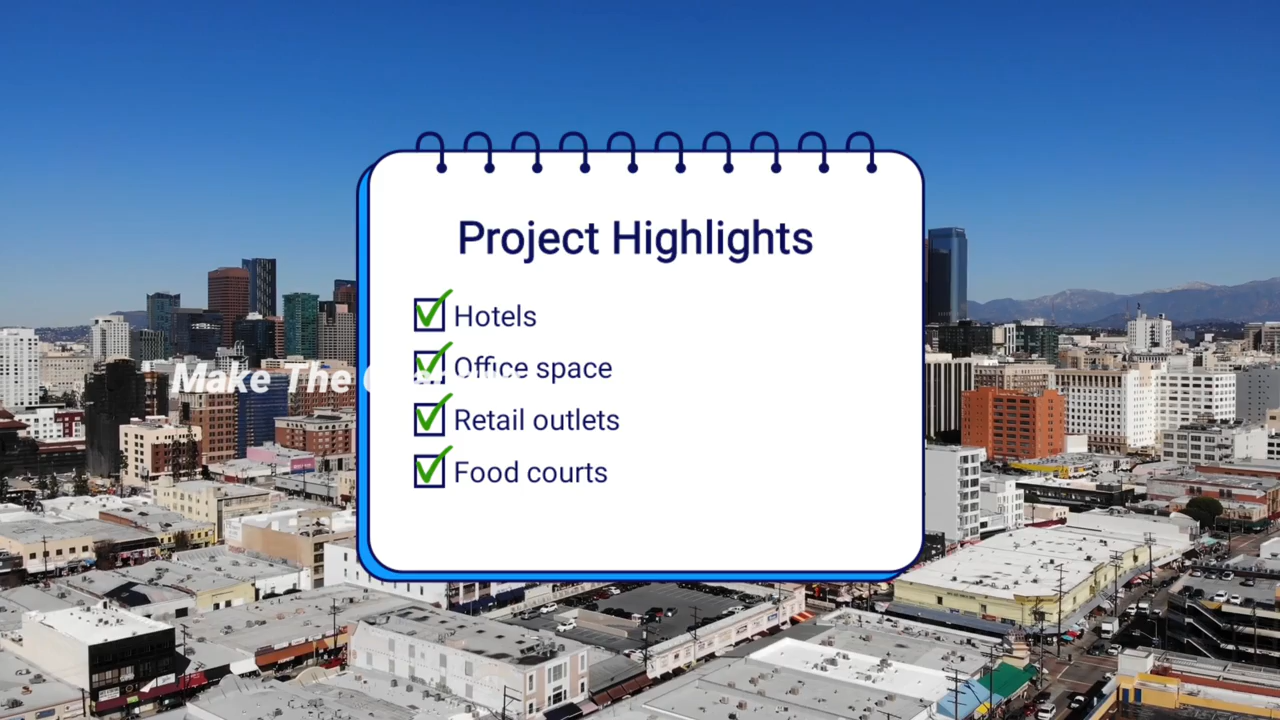 Project Highlights
Hotels
Office space
Make The
Retail outlets
Food courts